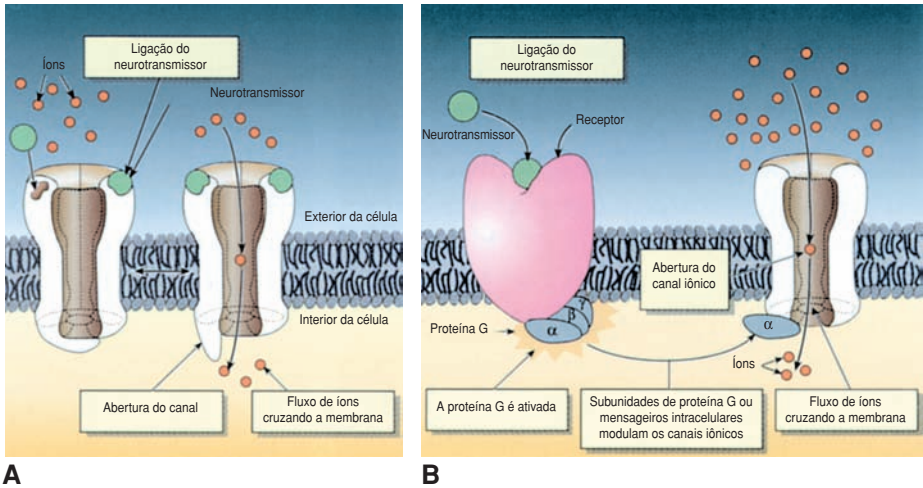 Íons
Ligação do
neurotransmissor
Neurotransmissor
Exterior da célula
Interior da célula
Abertura do canal
Fluxo de íons
cruzando a membrana
A
Ligação do
neurotransmissor
Neurotransmissor
Receptor
Abertura do
canal iônico
Proteína G
α
β
γ
α
Íons
A proteína G é ativada
Subunidades de proteína G ou
mensageiros intracelulares
modulam os canais iônicos
Fluxo de íons
cruzando a membrana
B